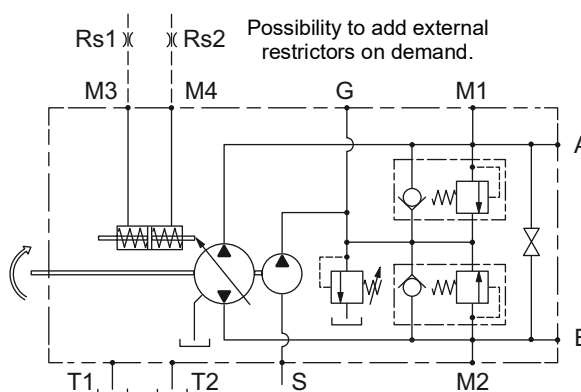 Rs1 Rs2 Possibility to add external
restrictors on demand.
M3 M4 G M1
A
B
T1 T2 S M2